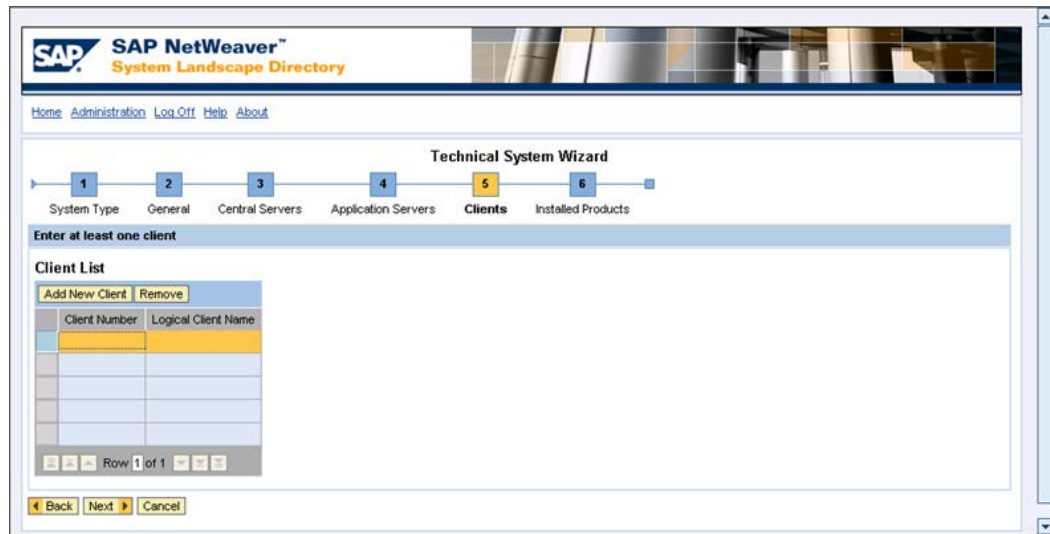 SAP
SAP NetWeaver™
System Landscape Directory
Home Administration Log Off Help About
Technical System Wizard
1 2 3 4 5 6
System Type General Central Servers Application Servers Clients Installed Products
Enter at least one client
Client List
Add New Client Remove
Client Number Logical Client Name
Row 1 of 1
Back Next Cancel